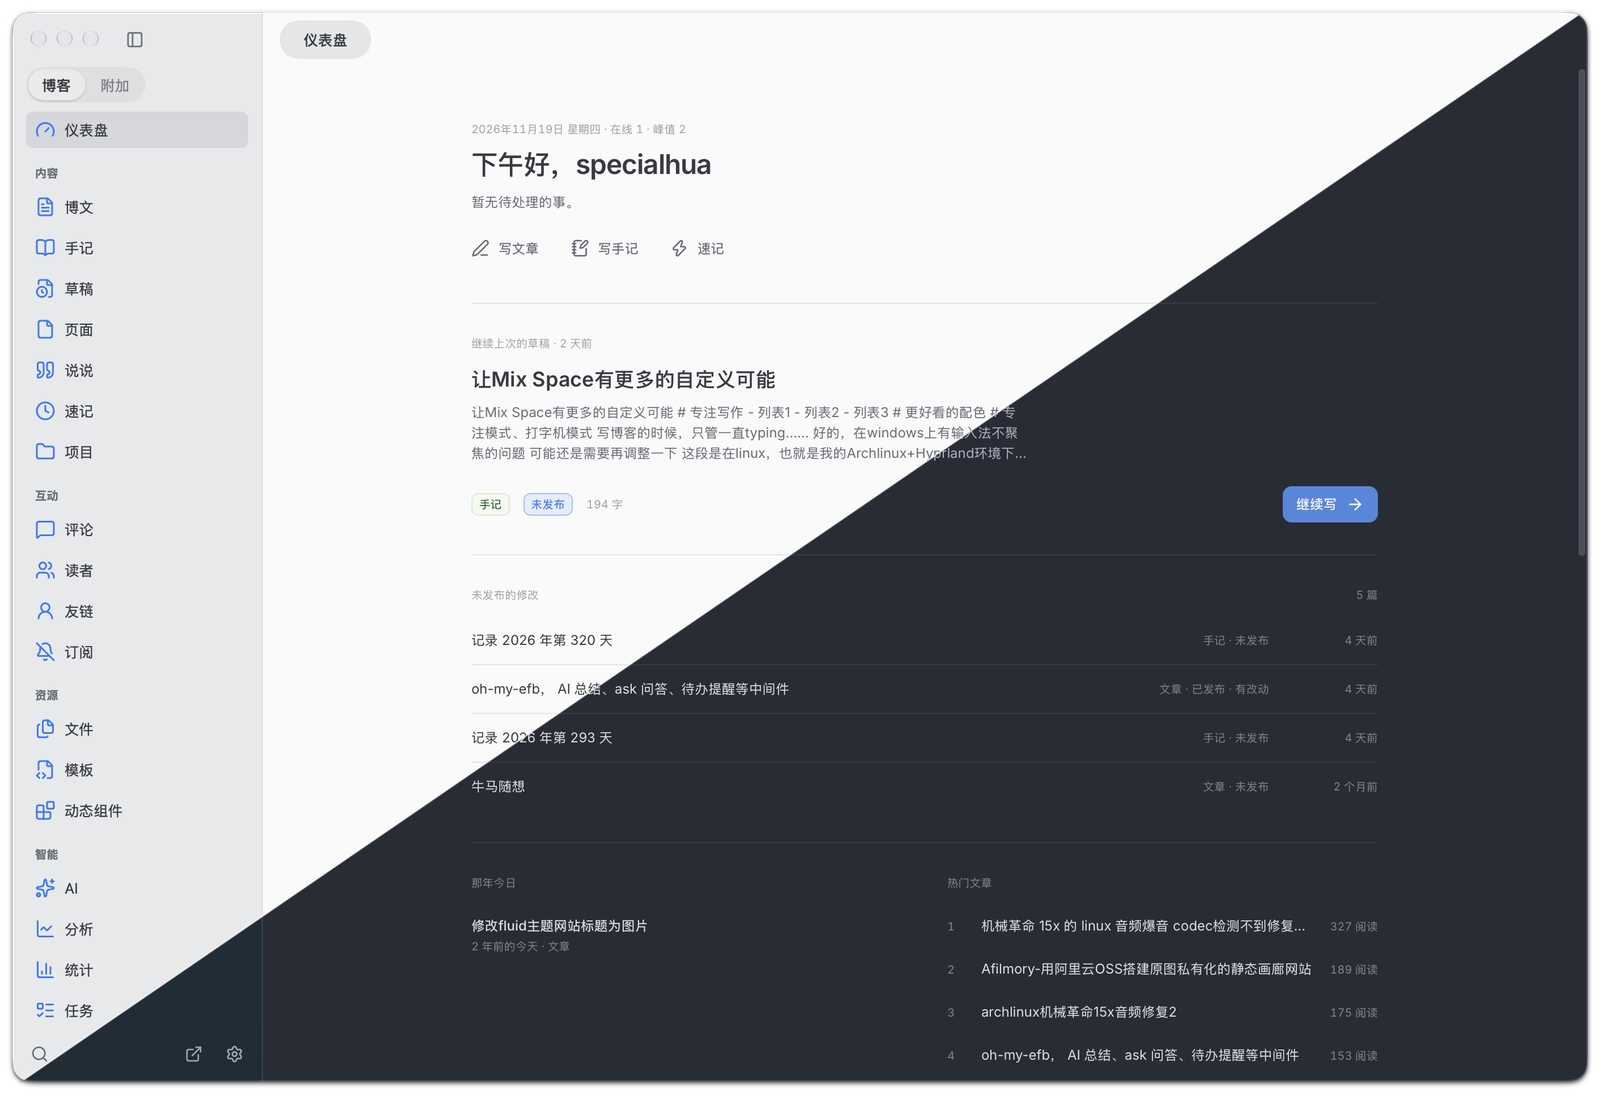 博客 附加
仪表盘
内容
博文
手记
草稿
页面
说说
速记
项目
互动
评论
读者
友链
订阅
资源
文件
模板
动态组件
智能
AI
分析
统计
任务
仪表盘
2026年11月19日 星期四 · 在线 1 · 峰值 2
下午好，specialhua
暂无待处理的事。
写文章 写手记 速记
继续上次的草稿 · 2 天前
让Mix Space有更多的自定义可能
让Mix Space有更多的自定义可能 # 专注写作 - 列表1 - 列表2 - 列表3 # 更好看的配色 # 专
注模式、打字机模式 写博客的时候，只管一直typing…… 好的，在windows上有输入法不聚
焦的问题 可能还是需要再调整一下 这段是在linux，也就是我的Archlinux+Hyprland环境下...
手记 未发布 194 字
继续写
未发布的修改 5 篇
记录 2026 年第 320 天 手记 · 未发布 4 天前
oh-my-efb， AI 总结、ask 问答、待办提醒等中间件 文章 · 已发布 · 有改动 4 天前
记录 2026 年第 293 天 手记 · 未发布 4 天前
牛马随想 文章 · 未发布 2 个月前
那年今日
修改fluid主题网站标题为图片
2 年前的今天 · 文章
热门文章
1 机械革命 15x 的 linux 音频爆音 codec检测不到修复... 327 阅读
2 Afilmory-用阿里云OSS搭建原图私有化的静态画廊网站 189 阅读
3 archlinux机械革命15x音频修复2 175 阅读
4 oh-my-efb， AI 总结、ask 问答、待办提醒等中间件 153 阅读